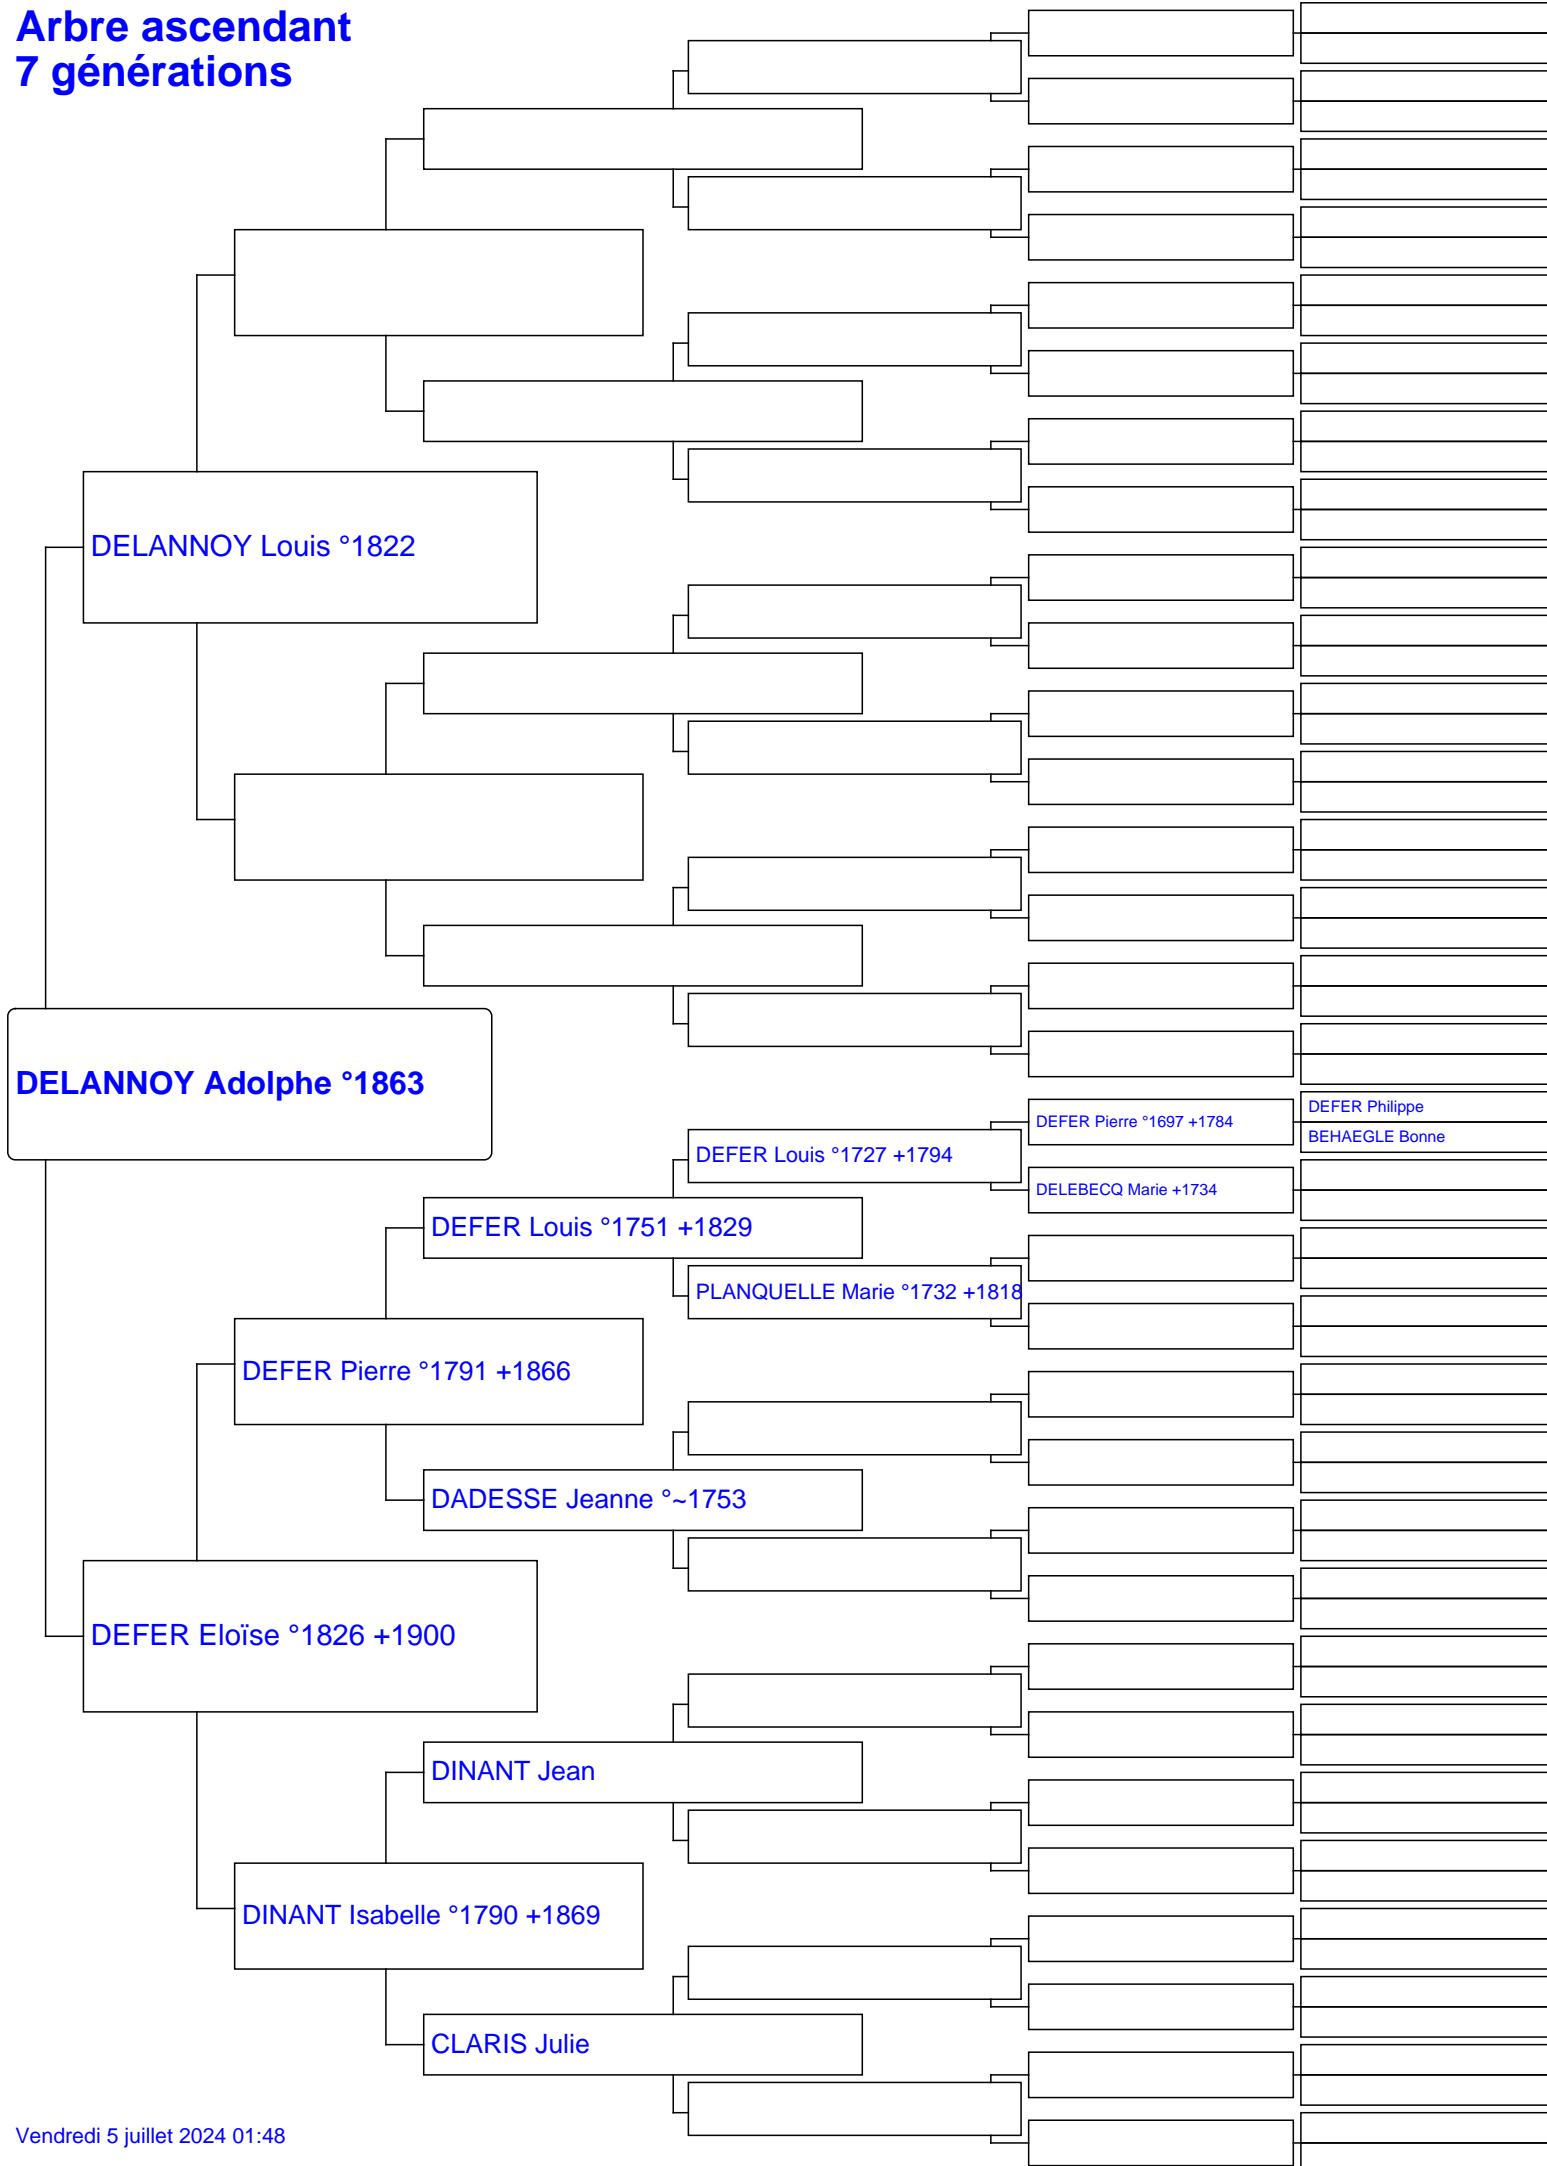 Arbre ascendant
7 générations
DELANNOY Louis °1822
DELANNOY Adolphe °1863
DEFER Philippe
DEFER Pierre °1697 +1784
BEHAEGLE Bonne
DEFER Louis °1727 +1794
DELEBECQ Marie +1734
DEFER Louis °1751 +1829
PLANQUELLE Marie °1732 +1818
DEFER Pierre °1791 +1866
DADESSE Jeanne °~1753
DEFER Eloïse °1826 +1900
DINANT Jean
DINANT Isabelle °1790 +1869
CLARIS Julie
Vendredi 5 juillet 2024 01:48